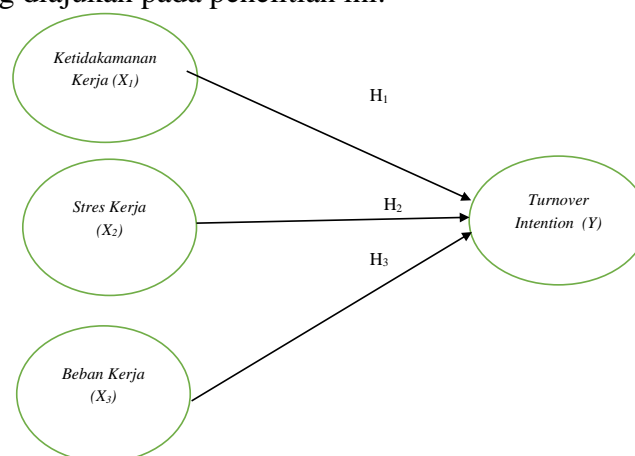 g diajukan pada penelitian ini.
Ketidakamanan
Kerja (X₁)
H₁
Stres Kerja
(X₂)
H₂
Turnover
Intention (Y)
H₃
Beban Kerja
(X₃)